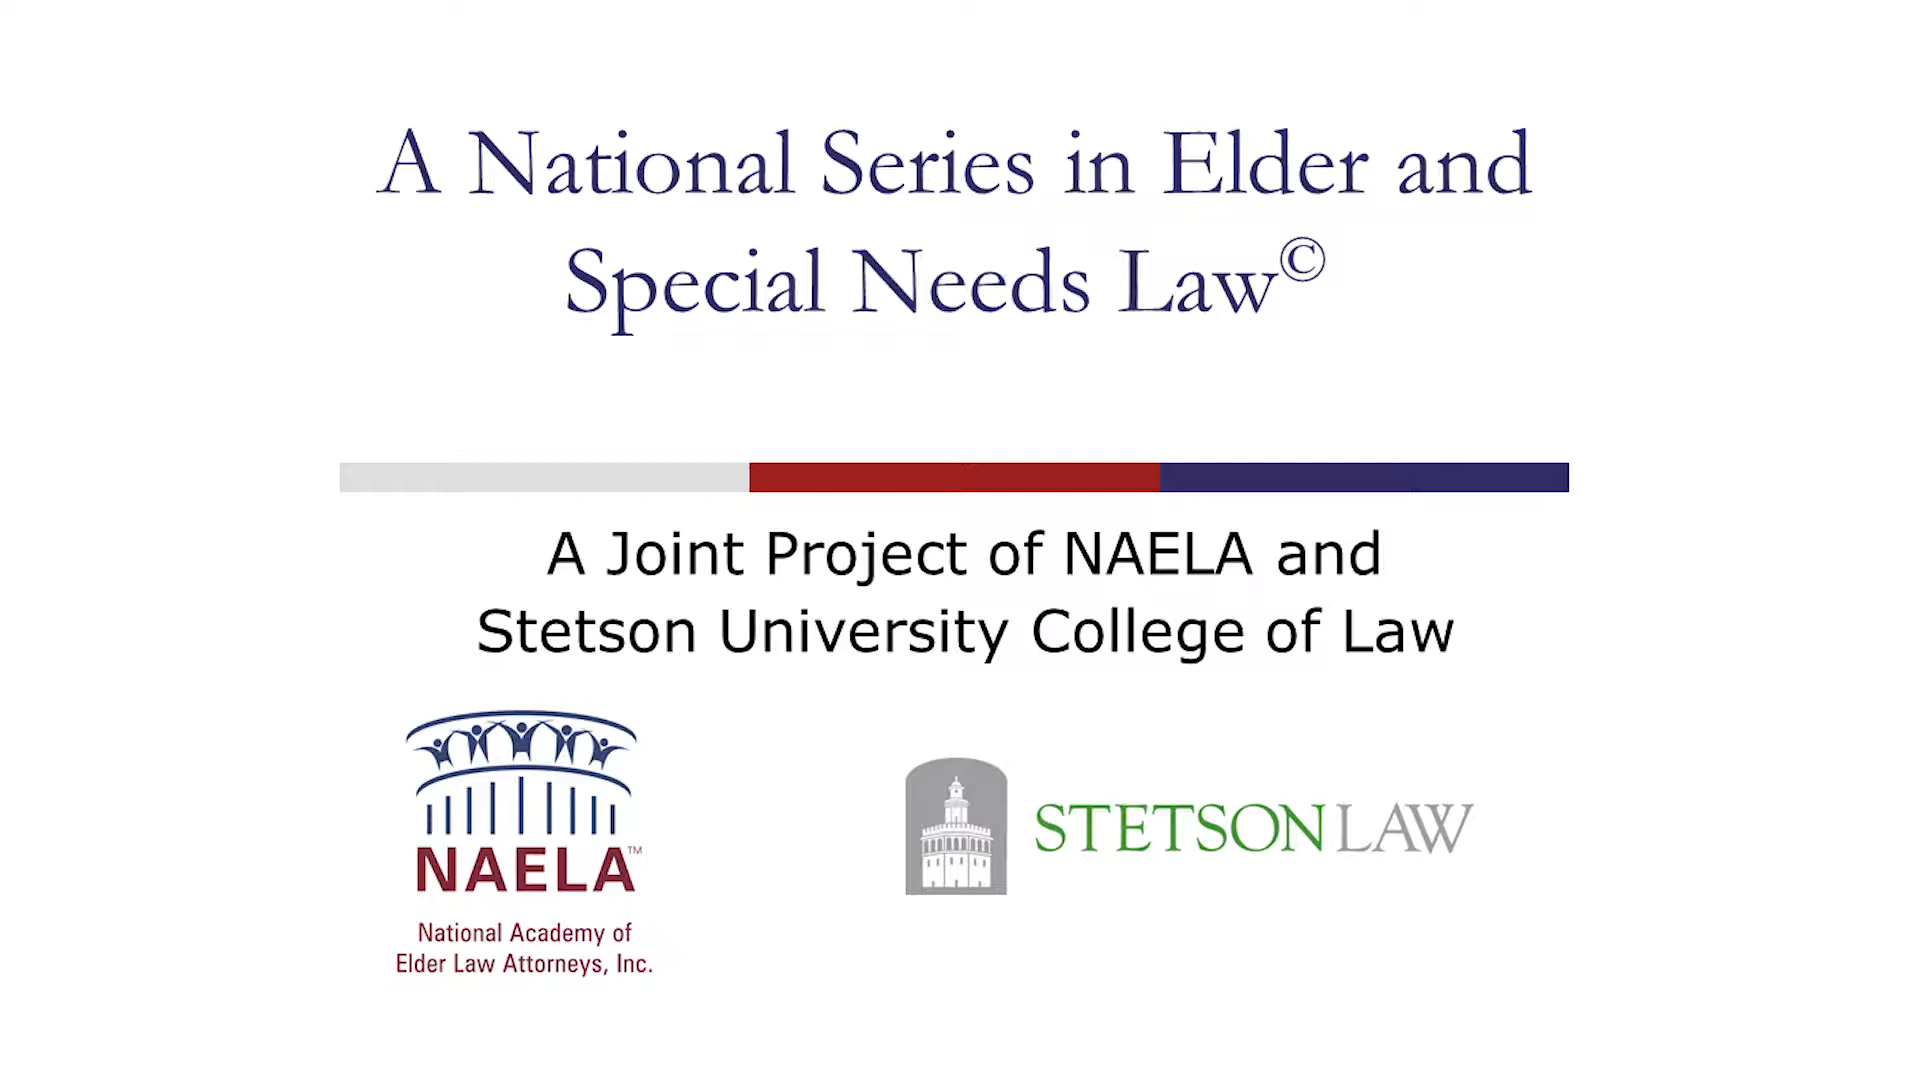 A National Series in Elder and
Special Needs Law©
A Joint Project of NAELA and
Stetson University College of Law
NAELA™
National Academy of
Elder Law Attorneys, Inc.
STETSON LAW